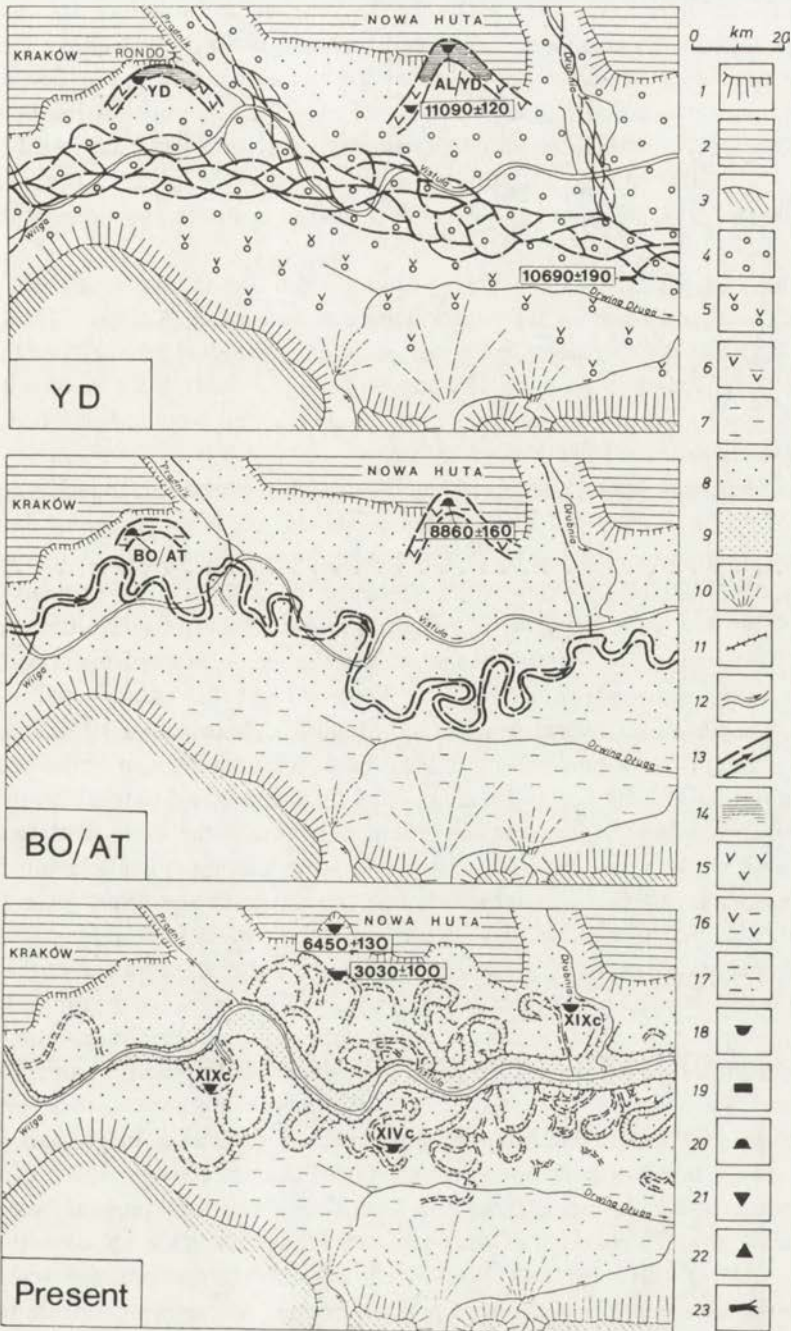 NOWA HUTA
KRAKÓW
RONDO
Prądnik
Drubnia
YD
AL/YD
11090±120
Vistula
Wilga
10690±190
Drwina Długa
YD
NOWA HUTA
KRAKÓW
Prądnik
Drubnia
BO/AT
8860±160
Vistula
Wilga
Drwina Długa
BO/AT
NOWA HUTA
KRAKÓW
Prądnik
6450±130
3030±100
Drubnia
XIXc
XIXc
Vistula
XIVc
Wilga
Drwina Długa
Present
0 km 20
1
2
3
4
5
6
7
8
9
10
11
12
13
14
15
16
17
18
19
20
21
22
23